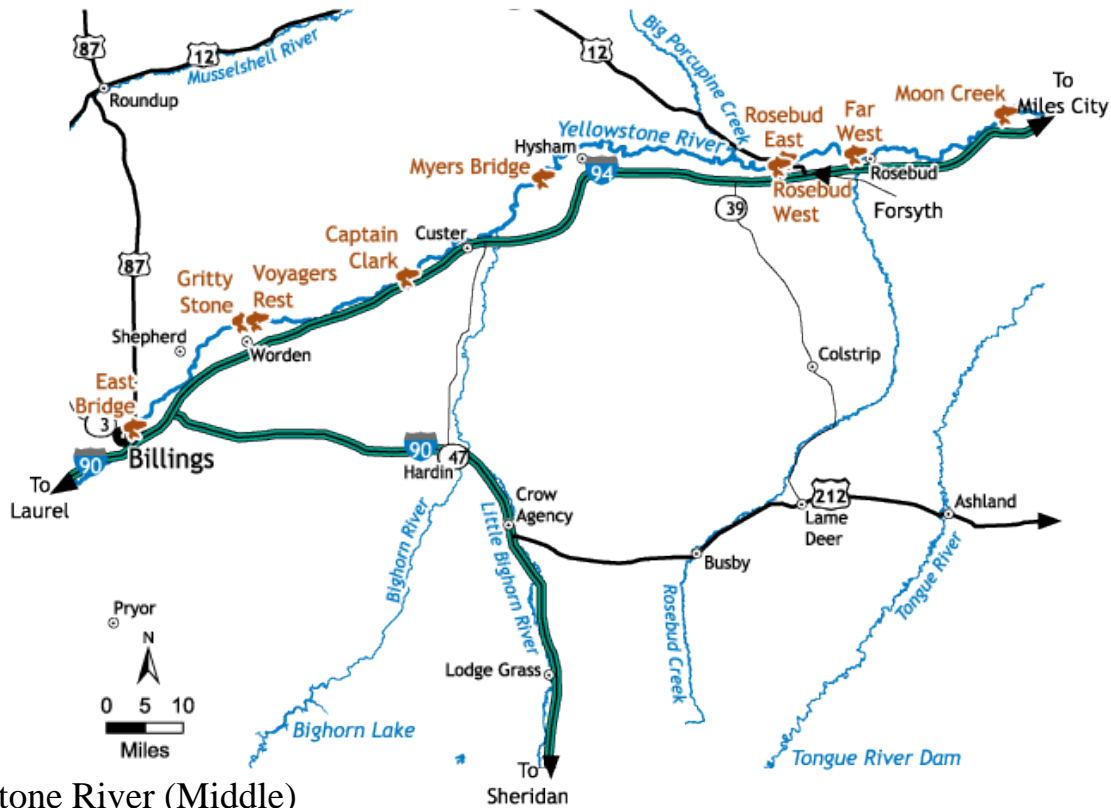 87
12
Musselshell River
Roundup
12
Big Porcupine Creek
Moon Creek
To
Miles City
Rosebud
East
Far
West
Yellowstone River
Hysham
Myers Bridge
94
Rosebud
Rosebud
West
Forsyth
39
87
Captain
Clark
Custer
Gritty
Stone
Voyagers
Rest
Shepherd
Worden
Colstrip
East
Bridge
3
Billings
90
To
Laurel
90
Hardin
47
Crow
Agency
212
Lame
Deer
Ashland
Busby
Bighorn River
Little Bighorn River
Rosebud Creek
Tongue River
Pryor
N
0 5 10
Miles
Lodge Grass
Bighorn Lake
Tongue River Dam
To
Sheridan
tone River (Middle)